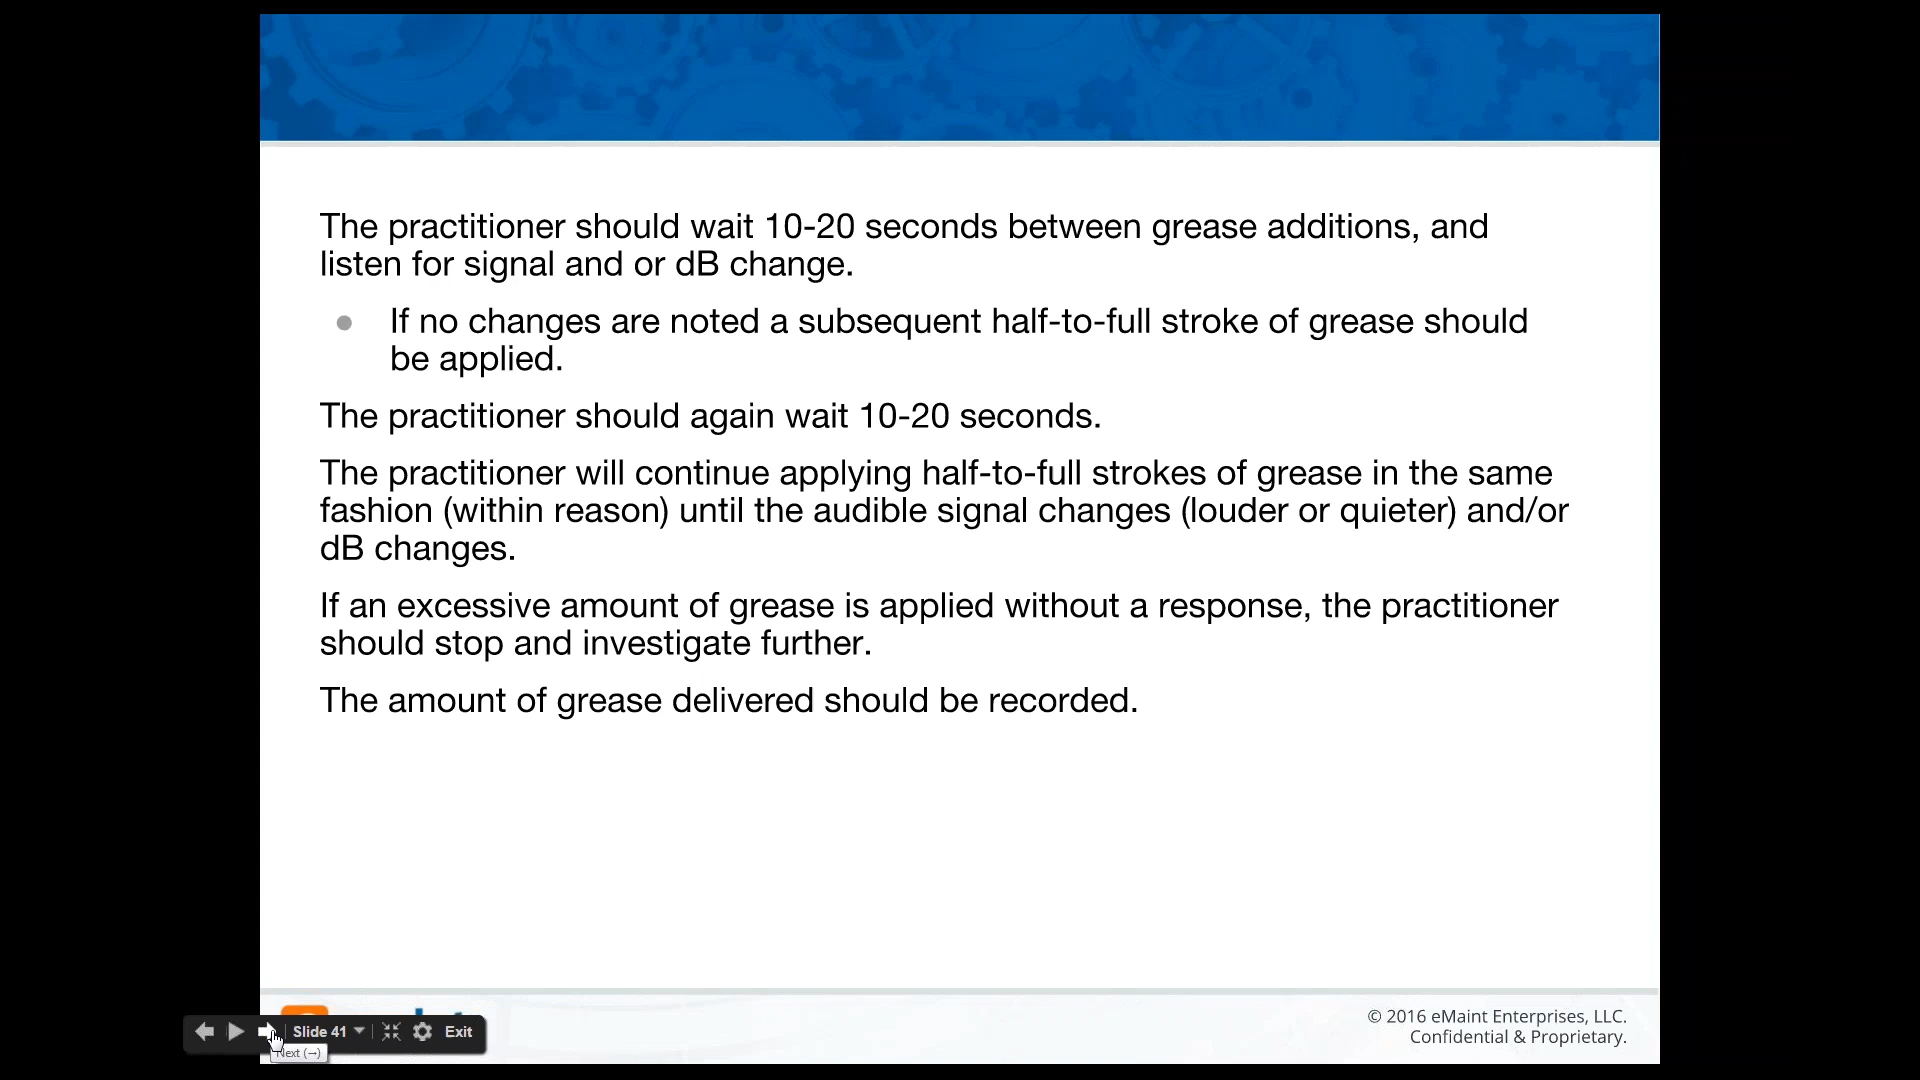 The practitioner should wait 10-20 seconds between grease additions, and
listen for signal and or dB change.
If no changes are noted a subsequent half-to-full stroke of grease should
be applied.
The practitioner should again wait 10-20 seconds.
The practitioner will continue applying half-to-full strokes of grease in the same
fashion (within reason) until the audible signal changes (louder or quieter) and/or
dB changes.
If an excessive amount of grease is applied without a response, the practitioner
should stop and investigate further.
The amount of grease delivered should be recorded.
© 2016 eMaint Enterprises, LLC.
Confidential & Proprietary.
Slide 41
Exit
Next (→)